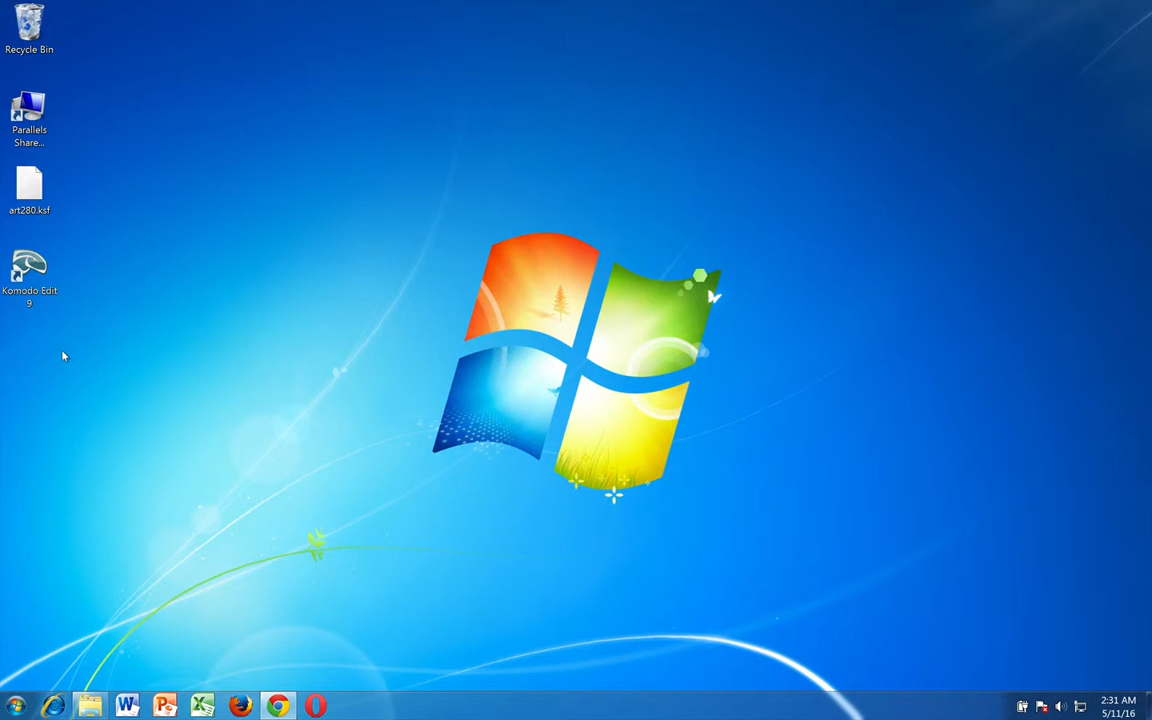 Recycle Bin
Parallels
Share...
art280.ksf
Komodo Edit
9
2:31 AM
5/11/16